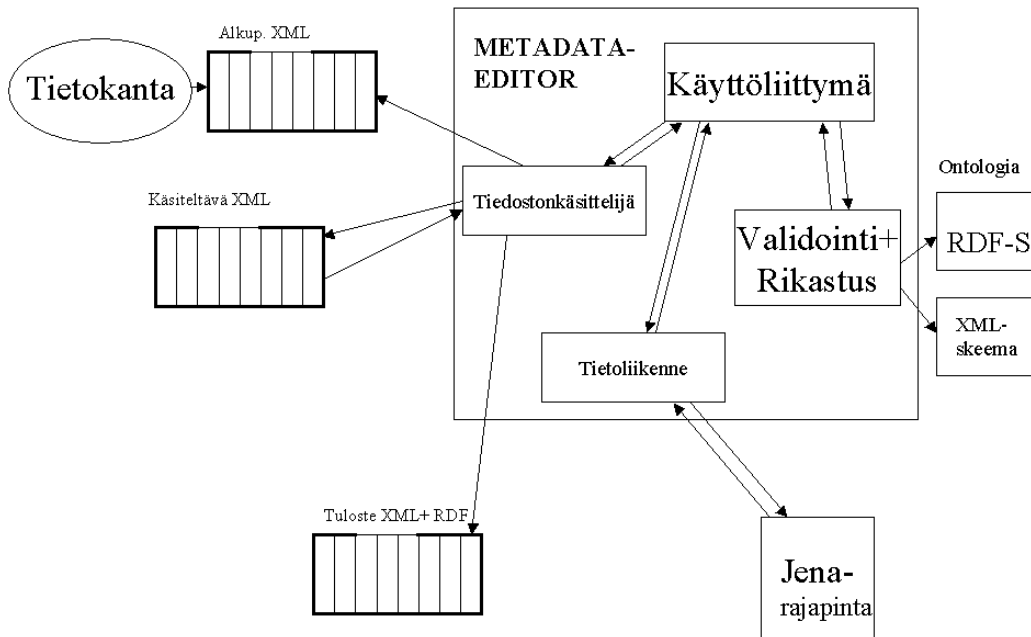 Alkup. XML
Tietokanta
METADATA-
EDITOR
Käyttöliittymä
Tiedostonkäsittelijä
Käsiteltävä XML
Ontologia
Validointi+
Rikastus
RDF-S
XML-
skeema
Tietoliikenne
Tuloste XML+ RDF
Jena-
rajapinta